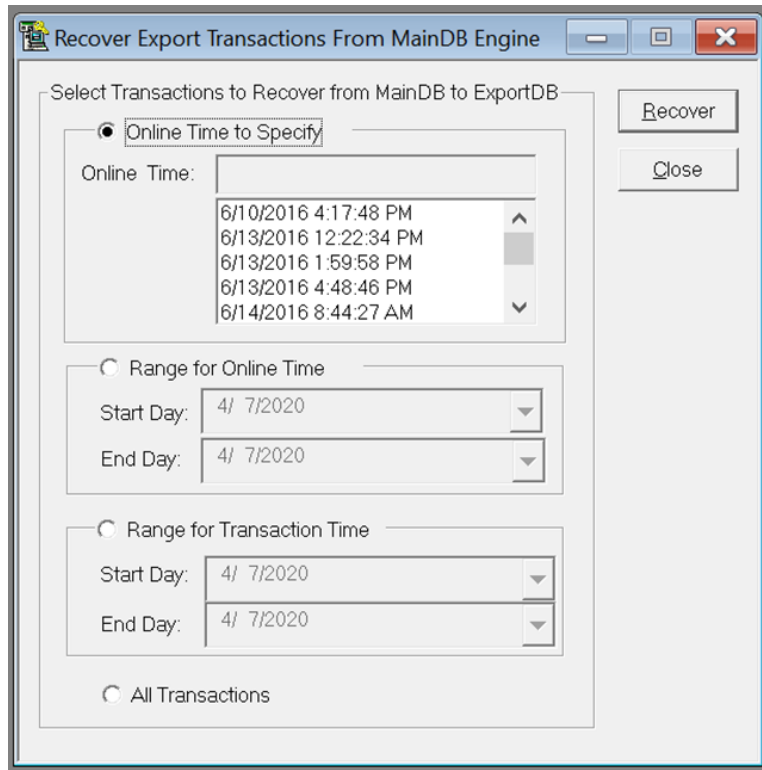 Recover Export Transactions From MainDB Engine
Select Transactions to Recover from MainDB to ExportDB
Recover
Online Time to Specify
Close
Online Time:
6/10/2016 4:17:48 PM
6/13/2016 12:22:34 PM
6/13/2016 1:59:58 PM
6/13/2016 4:48:46 PM
6/14/2016 8:44:27 AM
Range for Online Time
Start Day: 4/ 7/2020
End Day: 4/ 7/2020
Range for Transaction Time
Start Day: 4/ 7/2020
End Day: 4/ 7/2020
All Transactions